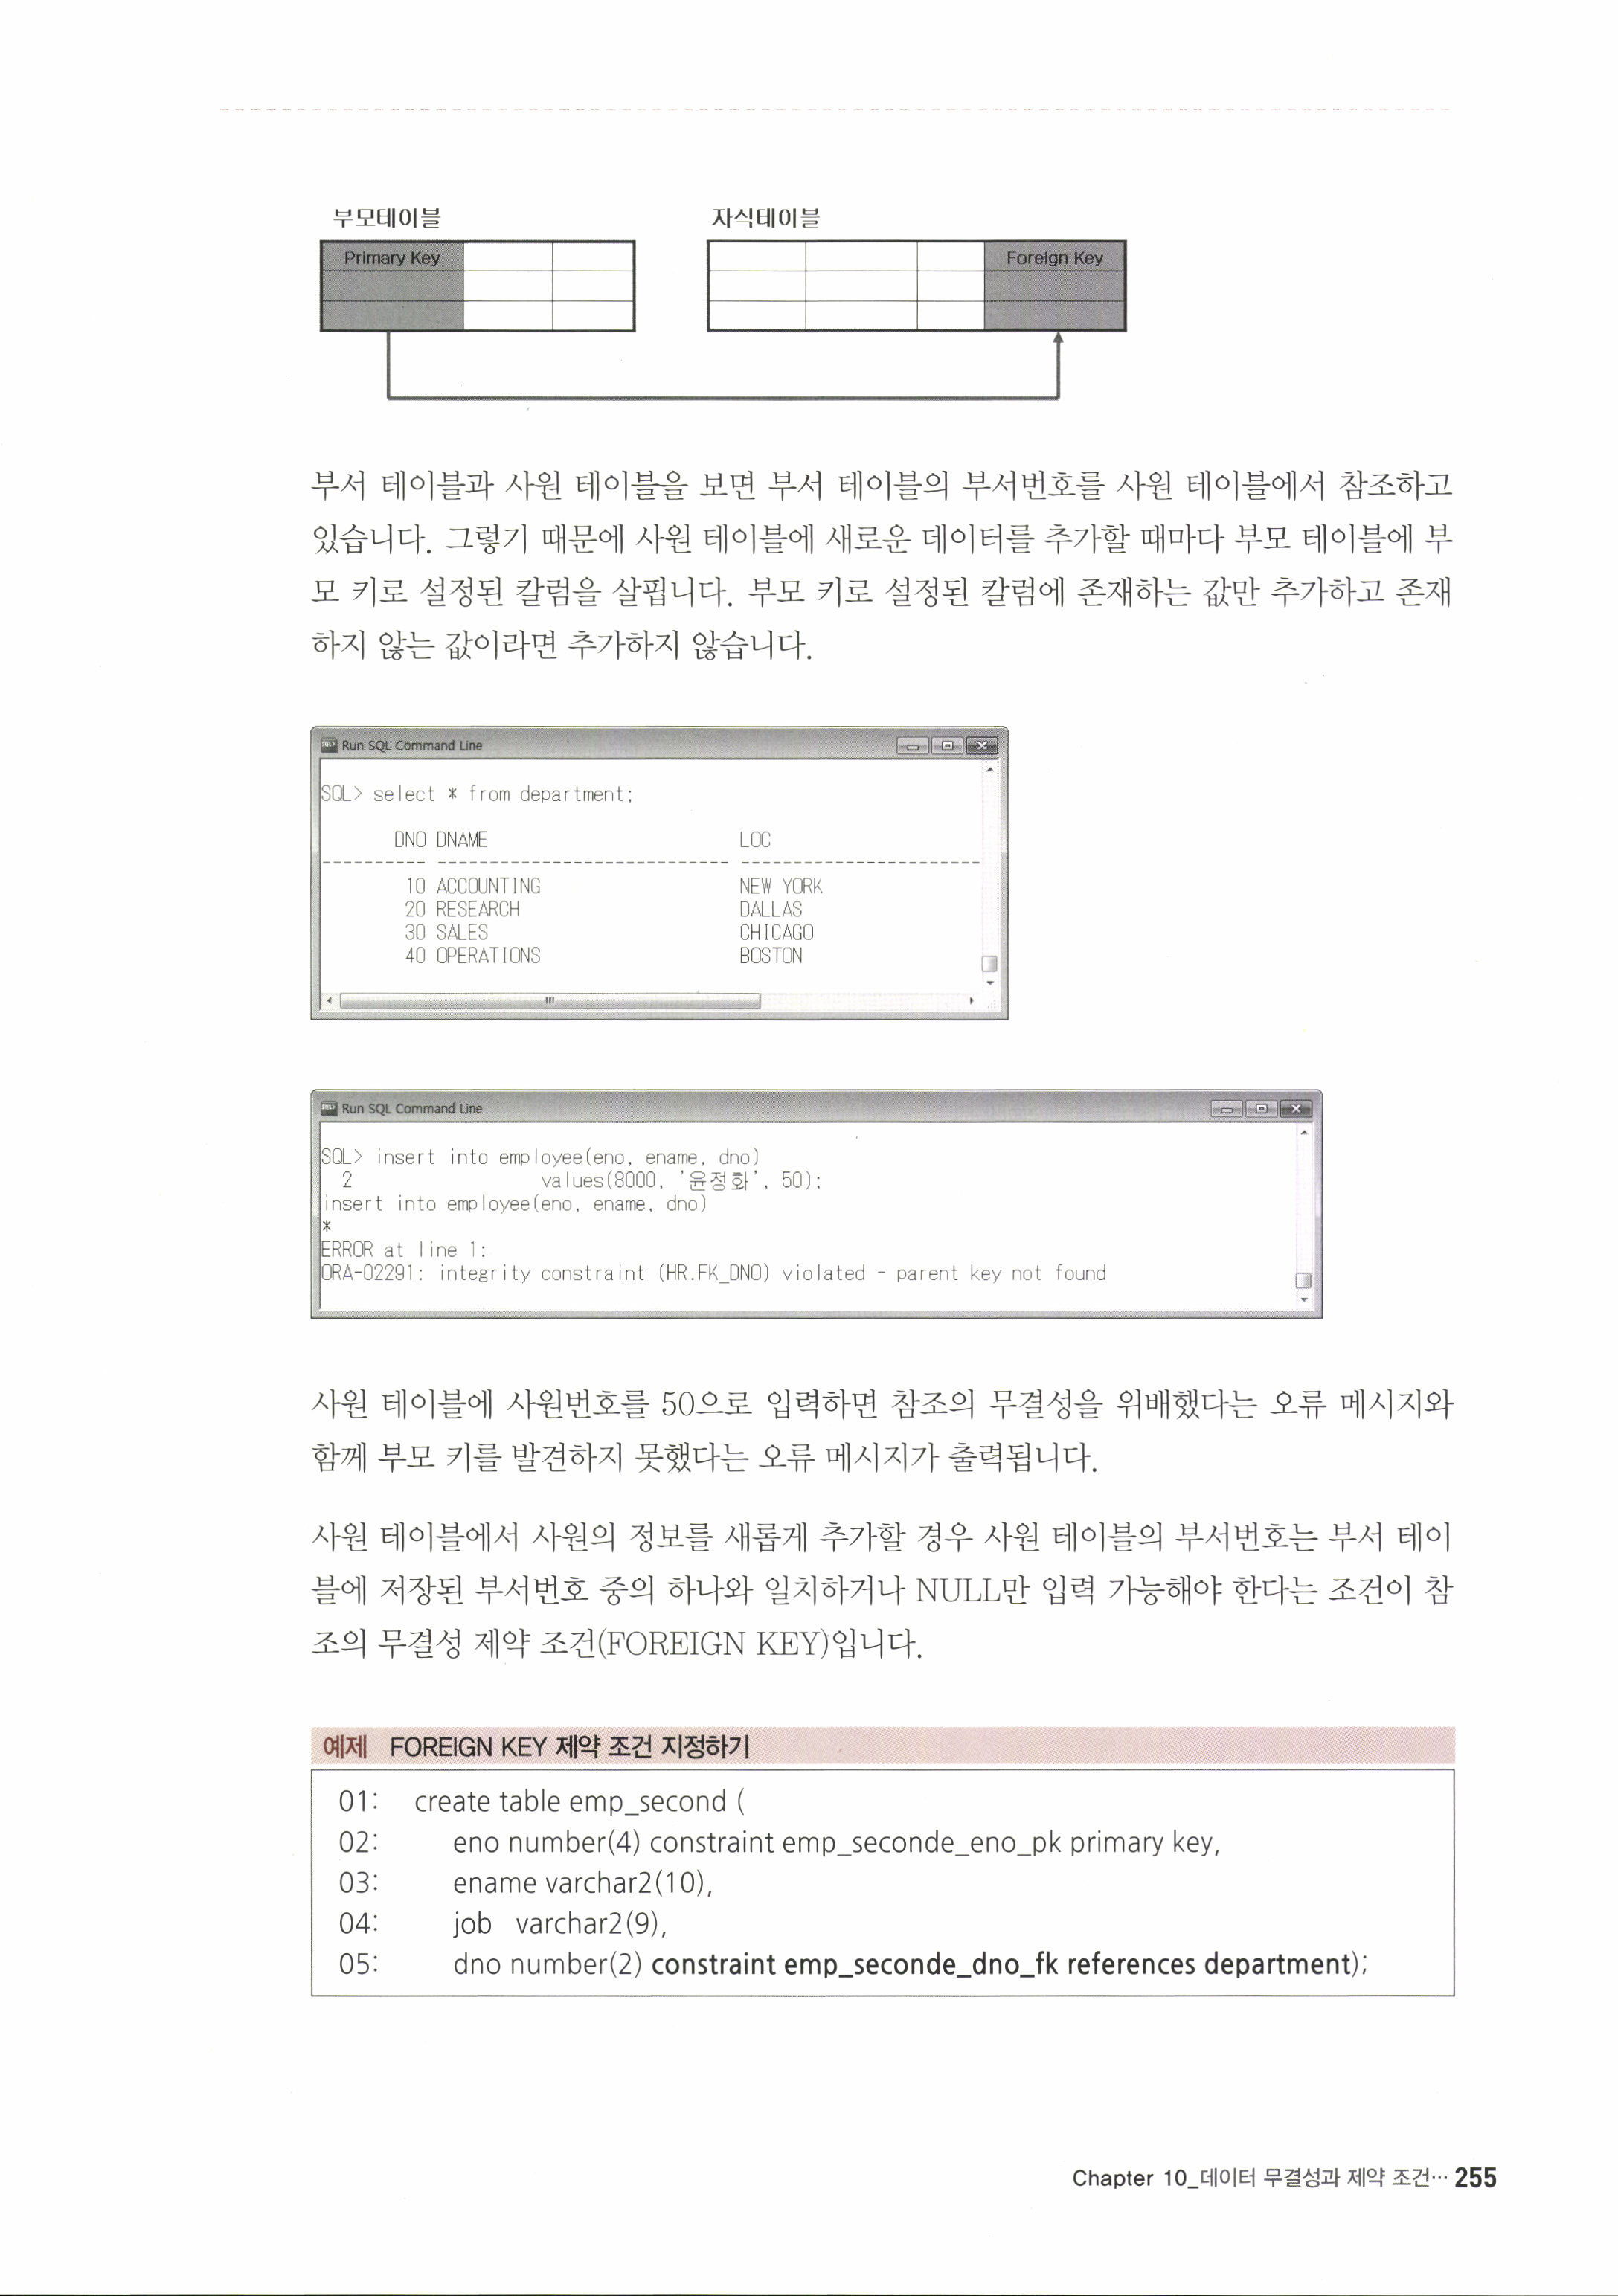 부모테이블
자식테이블
Primary Key
Foreign Key
부서 테이블과 사원 테이블을 보면 부서 테이블의 부서번호를 사원 테이블에서 참조하고
있습니다. 그렇기 때문에 사원 테이블에 새로운 데이터를 추가할 때마다 부모 테이블에 부
모 키로 설정된 칼럼을 살핍니다. 부모 키로 설정된 칼럼에 존재하는 값만 추가하고 존재
하지 않는 값이라면 추가하지 않습니다.
Run SQL Command Line
SQL> select * from department;
DNO DNAME LOC
---------- ---------------------------- -----------------------
10 ACCOUNTING NEW YORK
20 RESEARCH DALLAS
30 SALES CHICAGO
40 OPERATIONS BOSTON
Run SQL Command Line
SQL> insert into employee(eno, ename, dno)
2 values(8000, '윤정화', 50);
insert into employee(eno, ename, dno)
*
ERROR at line 1:
ORA-02291: integrity constraint (HR.FK_DNO) violated - parent key not found
사원 테이블에 사원번호를 50으로 입력하면 참조의 무결성을 위배했다는 오류 메시지와
함께 부모 키를 발견하지 못했다는 오류 메시지가 출력됩니다.
사원 테이블에서 사원의 정보를 새롭게 추가할 경우 사원 테이블의 부서번호는 부서 테이
블에 저장된 부서번호 중의 하나와 일치하거나 NULL만 입력 가능해야 한다는 조건이 참
조의 무결성 제약 조건(FOREIGN KEY)입니다.
예제 FOREIGN KEY 제약 조건 지정하기
01: create table emp_second (
02: eno number(4) constraint emp_seconde_eno_pk primary key,
03: ename varchar2(10),
04: job varchar2(9),
05: dno number(2) constraint emp_seconde_dno_fk references department);
Chapter 10_데이터 무결성과 제약 조건··· 255